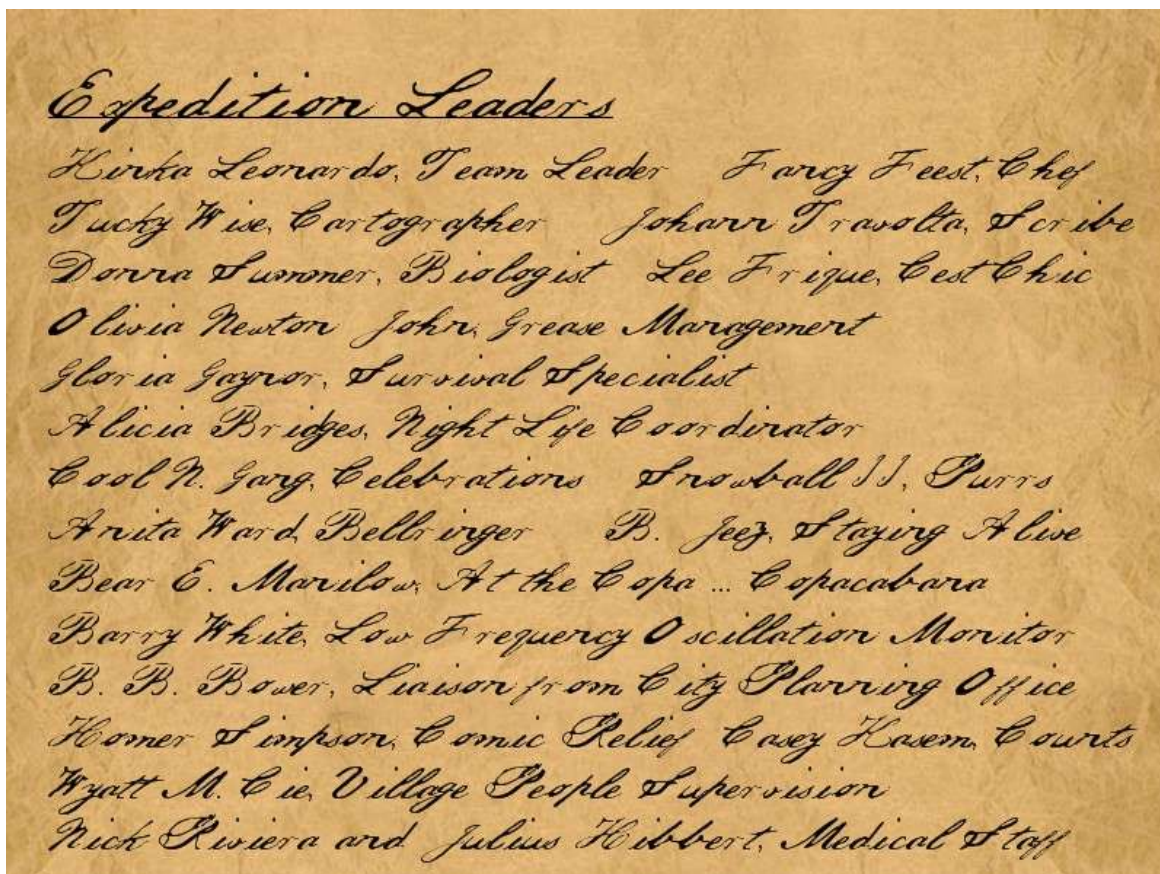 Expedition Leaders
Kinka Leonardo, Team Leader Fancy Feest, Chef
Tucky Wise, Cartographer Johann Travolta, Scribe
Donna Summer, Biologist Lee Frique, Cest Chic
Olivia Newton John, Grease Management
Gloria Gaynor, Survival Specialist
Alicia Bridges, Night Life Coordinator
Cool N. Gang, Celebrations Snowball II, Purrs
Anita Ward, Bellringer B. Jeez, Staying Alive
Bear E. Manilow, At the Copa ... Copacabana
Barry White, Low Frequency Oscillation Monitor
B. B. Bower, Liaison from City Planning Office
Homer Simpson, Comic Relief Casey Kasem, Counts
Wyatt M. Cie, Village People Supervision
Nick Riviera and Julius Hibbert, Medical Staff